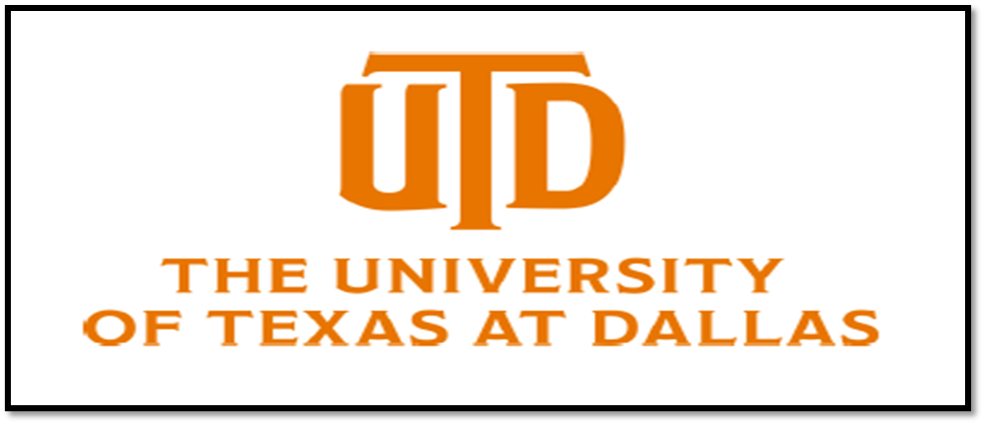 UTD
THE UNIVERSITY
OF TEXAS AT DALLAS